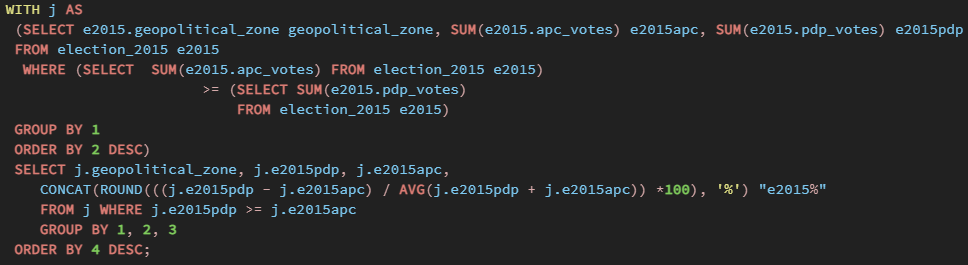 WITH j AS
(SELECT e2015.geopolitical_zone geopolitical_zone, SUM(e2015.apc_votes) e2015apc, SUM(e2015.pdp_votes) e2015pdp
FROM election_2015 e2015
WHERE (SELECT  SUM(e2015.apc_votes) FROM election_2015 e2015)
>= (SELECT SUM(e2015.pdp_votes)
FROM election_2015 e2015)
GROUP BY 1
ORDER BY 2 DESC)
SELECT j.geopolitical_zone, j.e2015pdp, j.e2015apc,
CONCAT(ROUND(((j.e2015pdp - j.e2015apc) / AVG(j.e2015pdp + j.e2015apc)) *100), '%') "e2015%"
FROM j WHERE j.e2015pdp >= j.e2015apc
GROUP BY 1, 2, 3
ORDER BY 4 DESC;